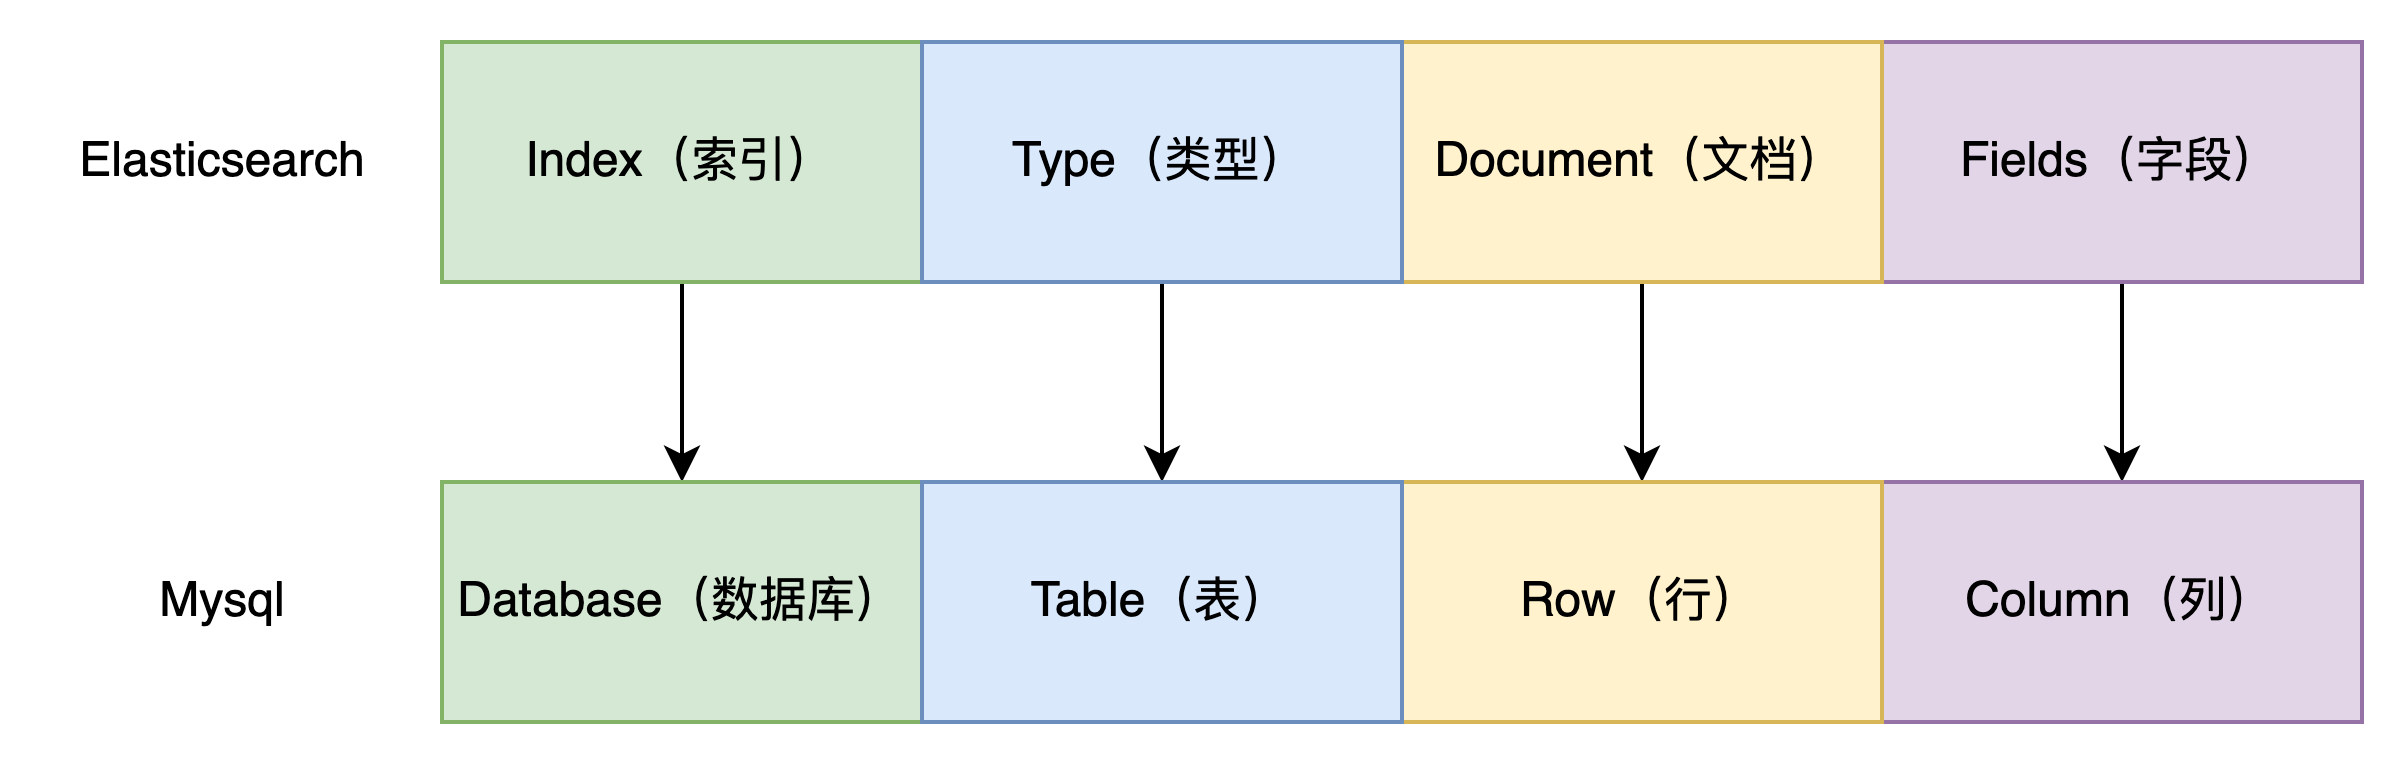 Elasticsearch
Index（索引）
Type（类型）
Document（文档）
Fields（字段）
Mysql
Database（数据库）
Table（表）
Row（行）
Column（列）